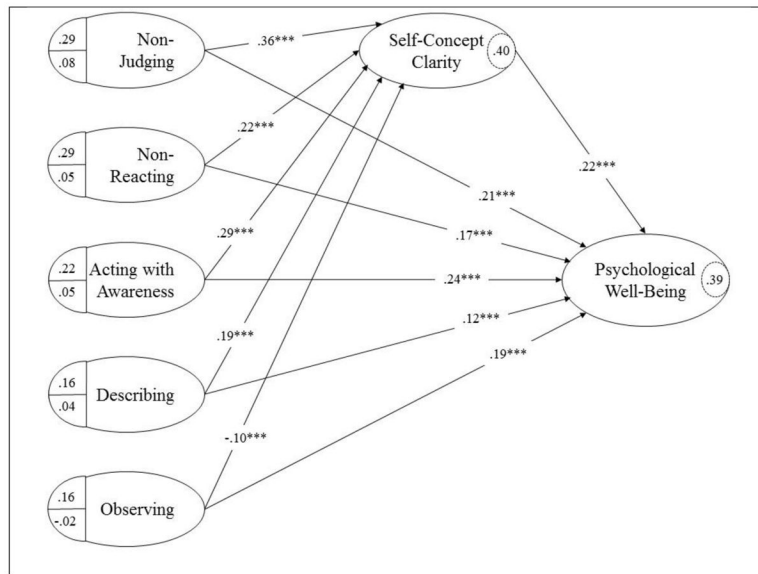 .29
.08
Non-
Judging
.36***
Self-Concept
Clarity
.40
.29
.05
Non-
Reacting
.22***
.22***
.21***
.17***
.22
.05
Acting with
Awareness
.29***
.24***
Psychological
Well-Being
.39
.16
.04
Describing
.19***
.12***
.19***
-.10***
.16
-.02
Observing